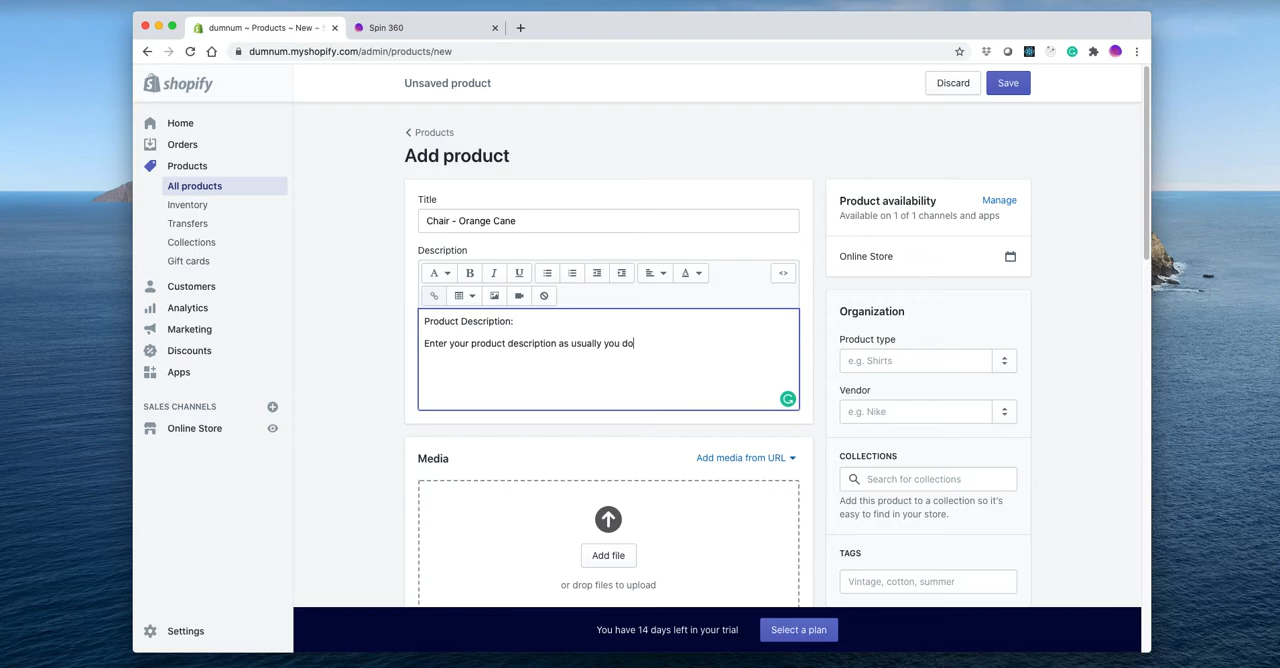 dumnum ~ Products ~ New ~
Spin 360
dumnum.myshopify.com/admin/products/new
shopify
Unsaved product
Discard
Save
Home
Orders
Products
All products
Inventory
Transfers
Collections
Gift cards
Customers
Analytics
Marketing
Discounts
Apps
SALES CHANNELS
Online Store
Settings
Products
Add product
Title
Chair - Orange Cane
Description
A
B
I
U
A
<>
Product Description:
Enter your product description as usually you do
Media
Add media from URL
Add file
or drop files to upload
Product availability
Manage
Available on 1 of 1 channels and apps
Online Store
Organization
Product type
e.g. Shirts
Vendor
e.g. Nike
COLLECTIONS
Search for collections
Add this product to a collection so it's
easy to find in your store.
TAGS
Vintage, cotton, summer
You have 14 days left in your trial
Select a plan